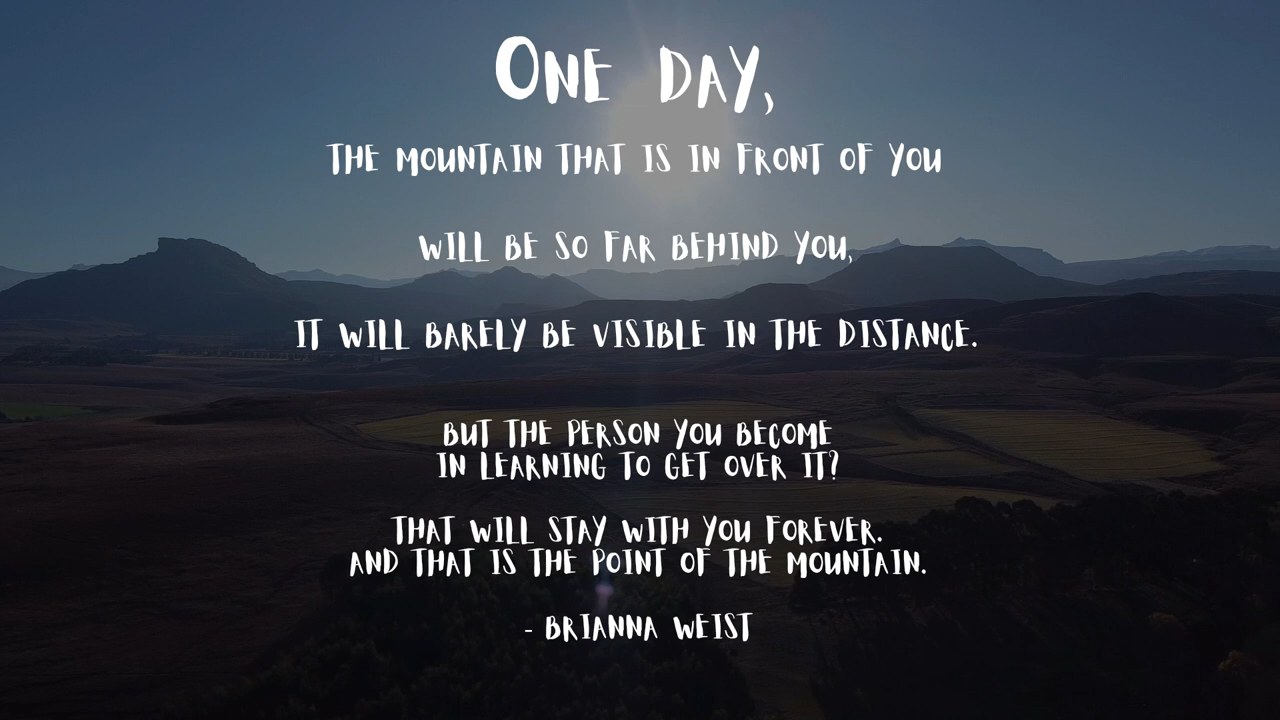 One day,
the mountain that is in front of you
will be so far behind you,
it will barely be visible in the distance.
but the person you become
in learning to get over it?
That will stay with you forever.
And that is the point of the mountain.
- Brianna Weist